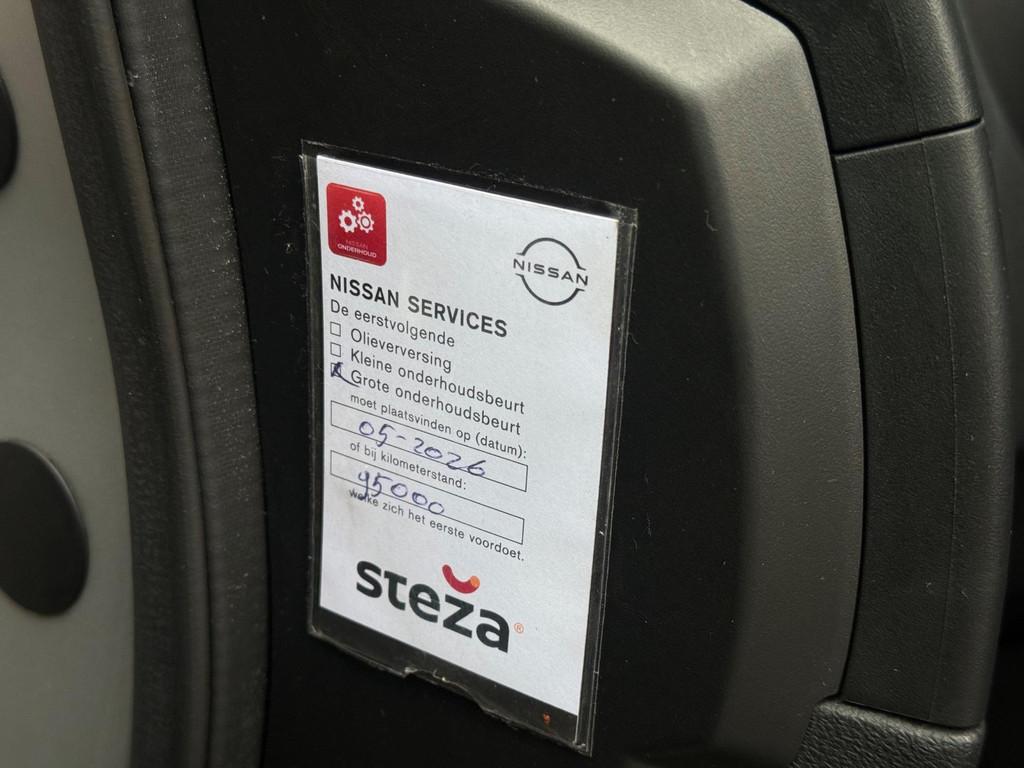 NISSAN
ONDERHOUD
NISSAN
NISSAN SERVICES
De eerstvolgende
Olieverversing
Kleine onderhoudsbeurt
Grote onderhoudsbeurt
moet plaatsvinden op (datum):
05-2026
of bij kilometerstand:
95000
welke zich het eerste voordoet.
steža®